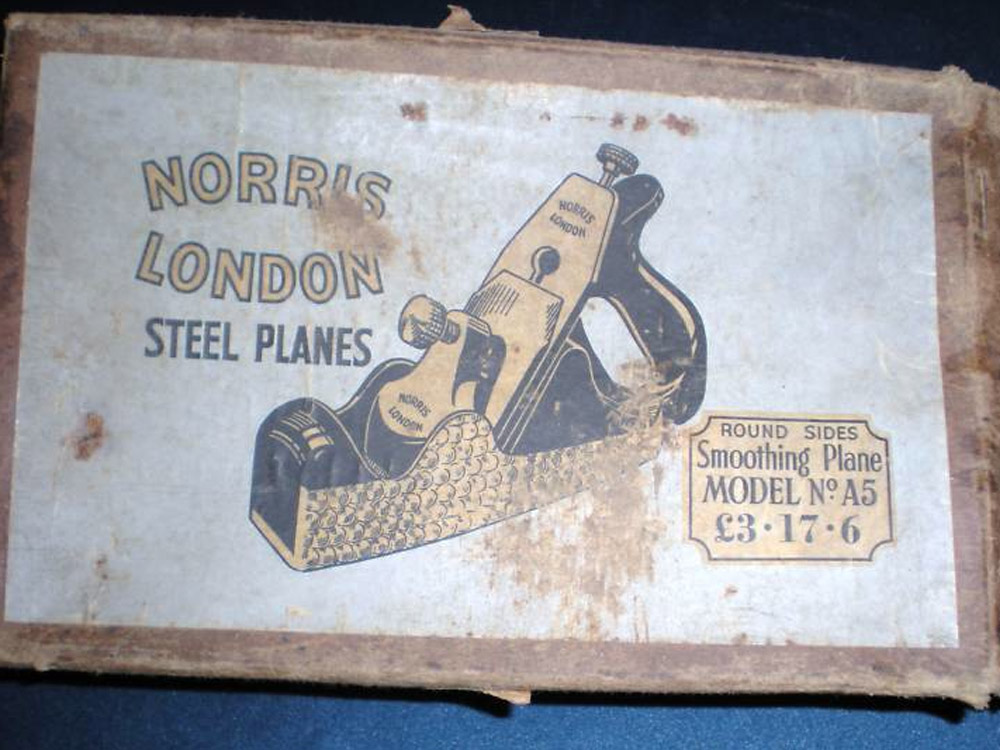 NORRIS
LONDON
STEEL PLANES
NORRIS
LONDON
NORRIS
LONDON
ROUND SIDES
Smoothing Plane
MODEL Nº A5
£3·17·6